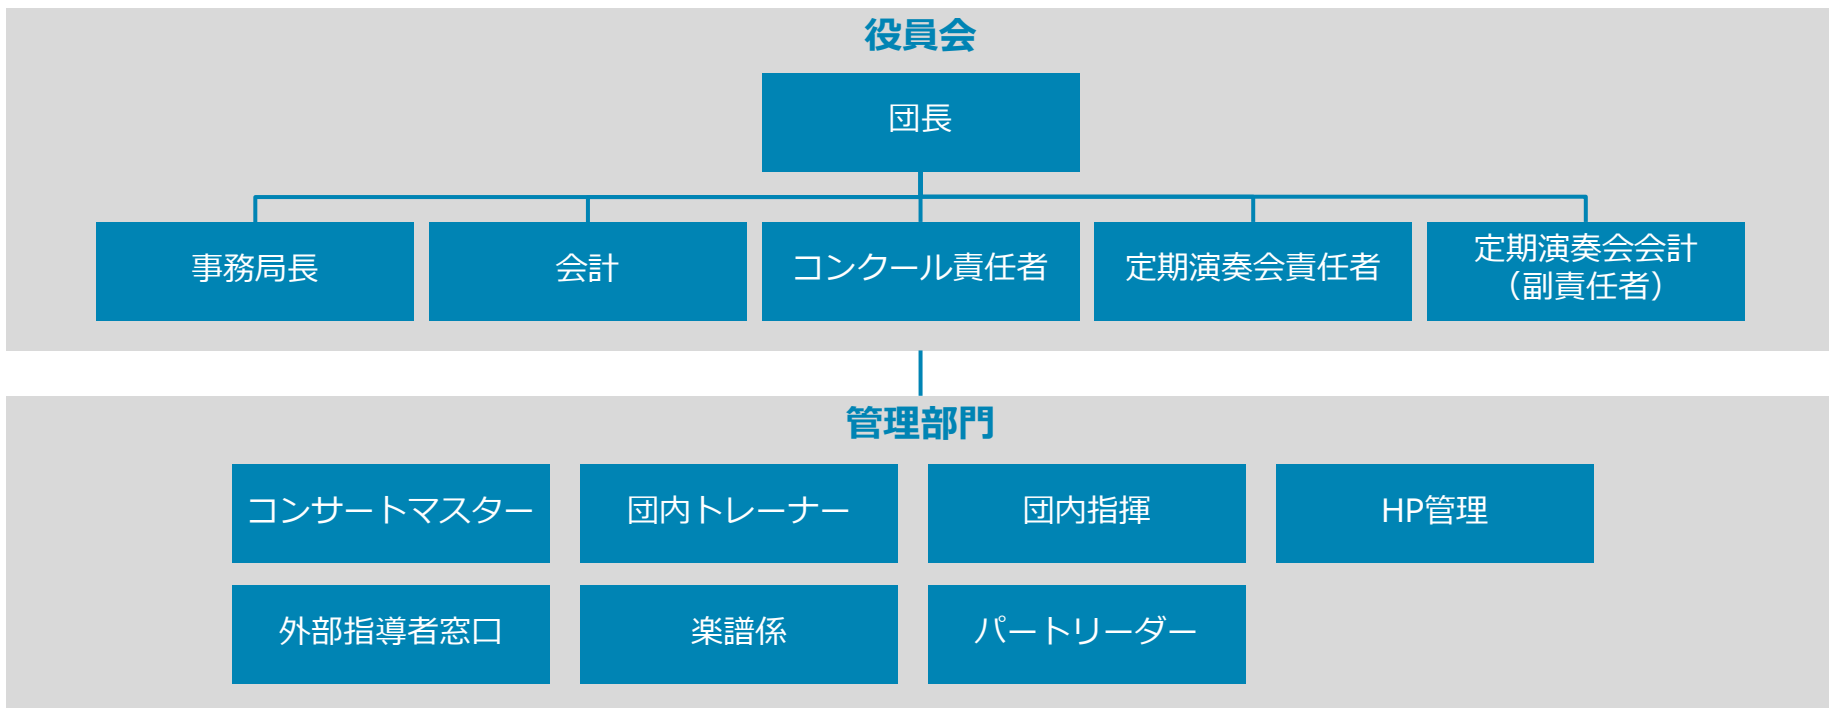 役員会
団長
事務局長
会計
コンクール責任者
定期演奏会責任者
定期演奏会会計
（副責任者）
管理部門
コンサートマスター
団内トレーナー
団内指揮
HP管理
外部指導者窓口
楽譜係
パートリーダー